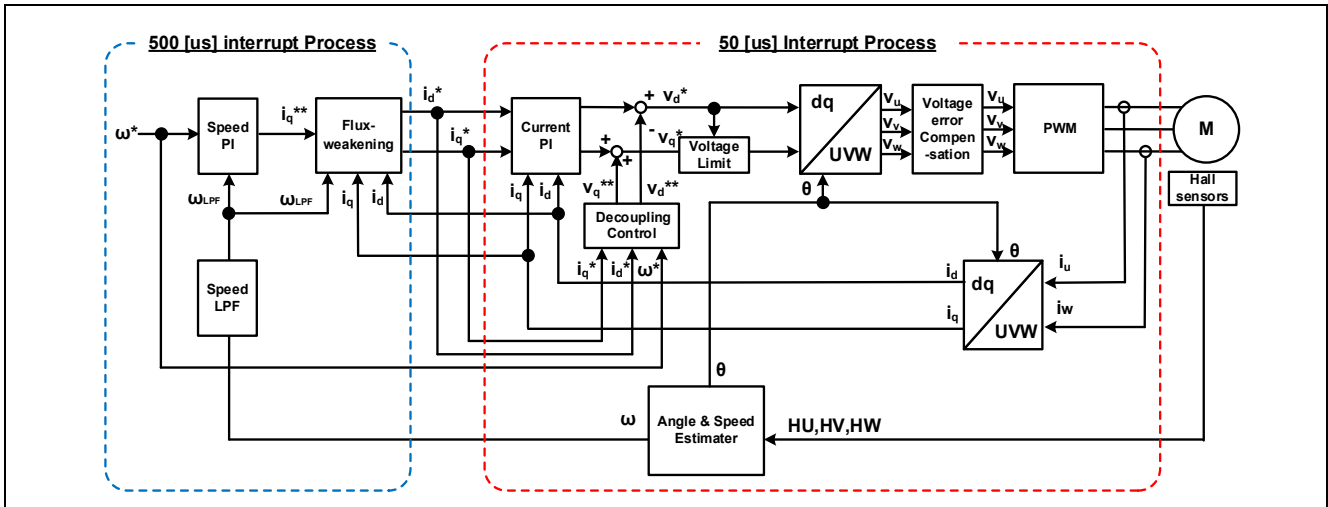 500 [us] interrupt Process
50 [us] Interrupt Process
ω*
Speed
PI
iq**
Flux-
weakening
id*
iq*
Current
PI
+
vd*
-
+
+
vq*
Voltage
Limit
dq
UVW
vu
vv
vw
Voltage
error
Compen
-sation
vu
vv
vw
PWM
M
Hall
sensors
ωLPF
ωLPF
iq
id
iq
id
vq**
vd**
Decoupling
Control
θ
θ
iq*
id*
ω*
Speed
LPF
id
iq
dq
UVW
iu
iw
θ
ω
Angle & Speed
Estimater
HU,HV,HW